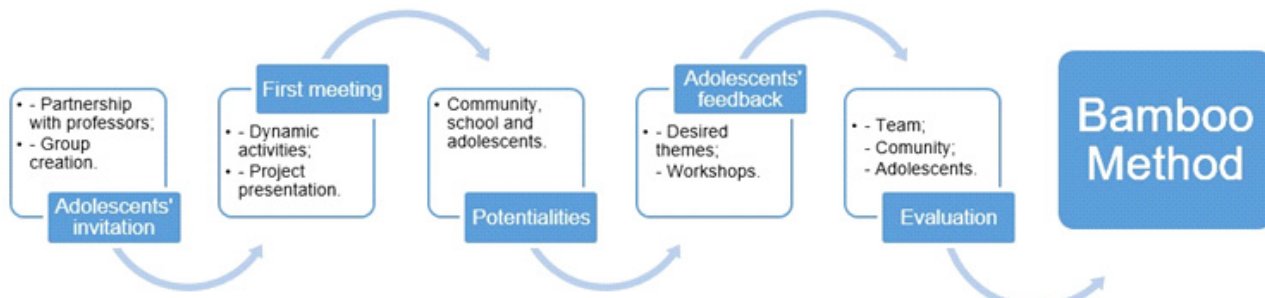 • - Partnership
with professors;
• - Group
creation.
Adolescents'
invitation
First meeting
• - Dynamic
activities;
• - Project
presentation.
• Community,
school and
adolescents.
Potentialities
Adolescents'
feedback
• - Desired
themes;
- Workshops.
• - Team;
- Comunity;
- Adolescents.
Evaluation
Bamboo
Method